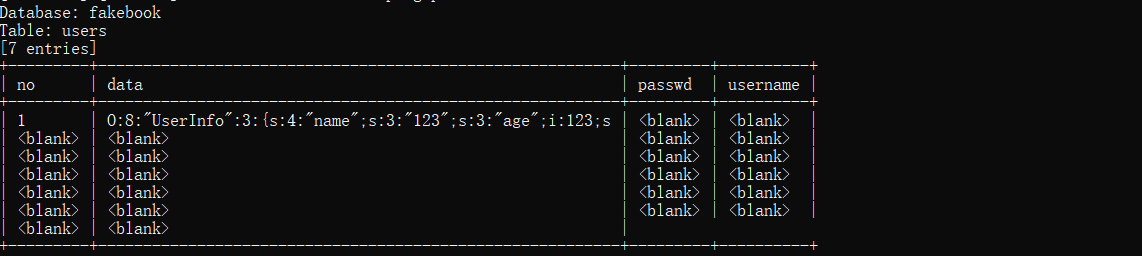 Database: fakebook
Table: users
[7 entries]
+---------+----------------------------------------------------------+---------+----------+
| no | data | passwd | username |
+---------+----------------------------------------------------------+---------+----------+
| 1 | O:8:"UserInfo":3:{s:4:"name";s:3:"123";s:3:"age";i:123;s | <blank> | <blank> |
| <blank> | <blank> | <blank> | <blank> |
| <blank> | <blank> | <blank> | <blank> |
| <blank> | <blank> | <blank> | <blank> |
| <blank> | <blank> | <blank> | <blank> |
| <blank> | <blank> | <blank> | <blank> |
| <blank> | <blank> |
+---------+----------------------------------------------------------+---------+----------+